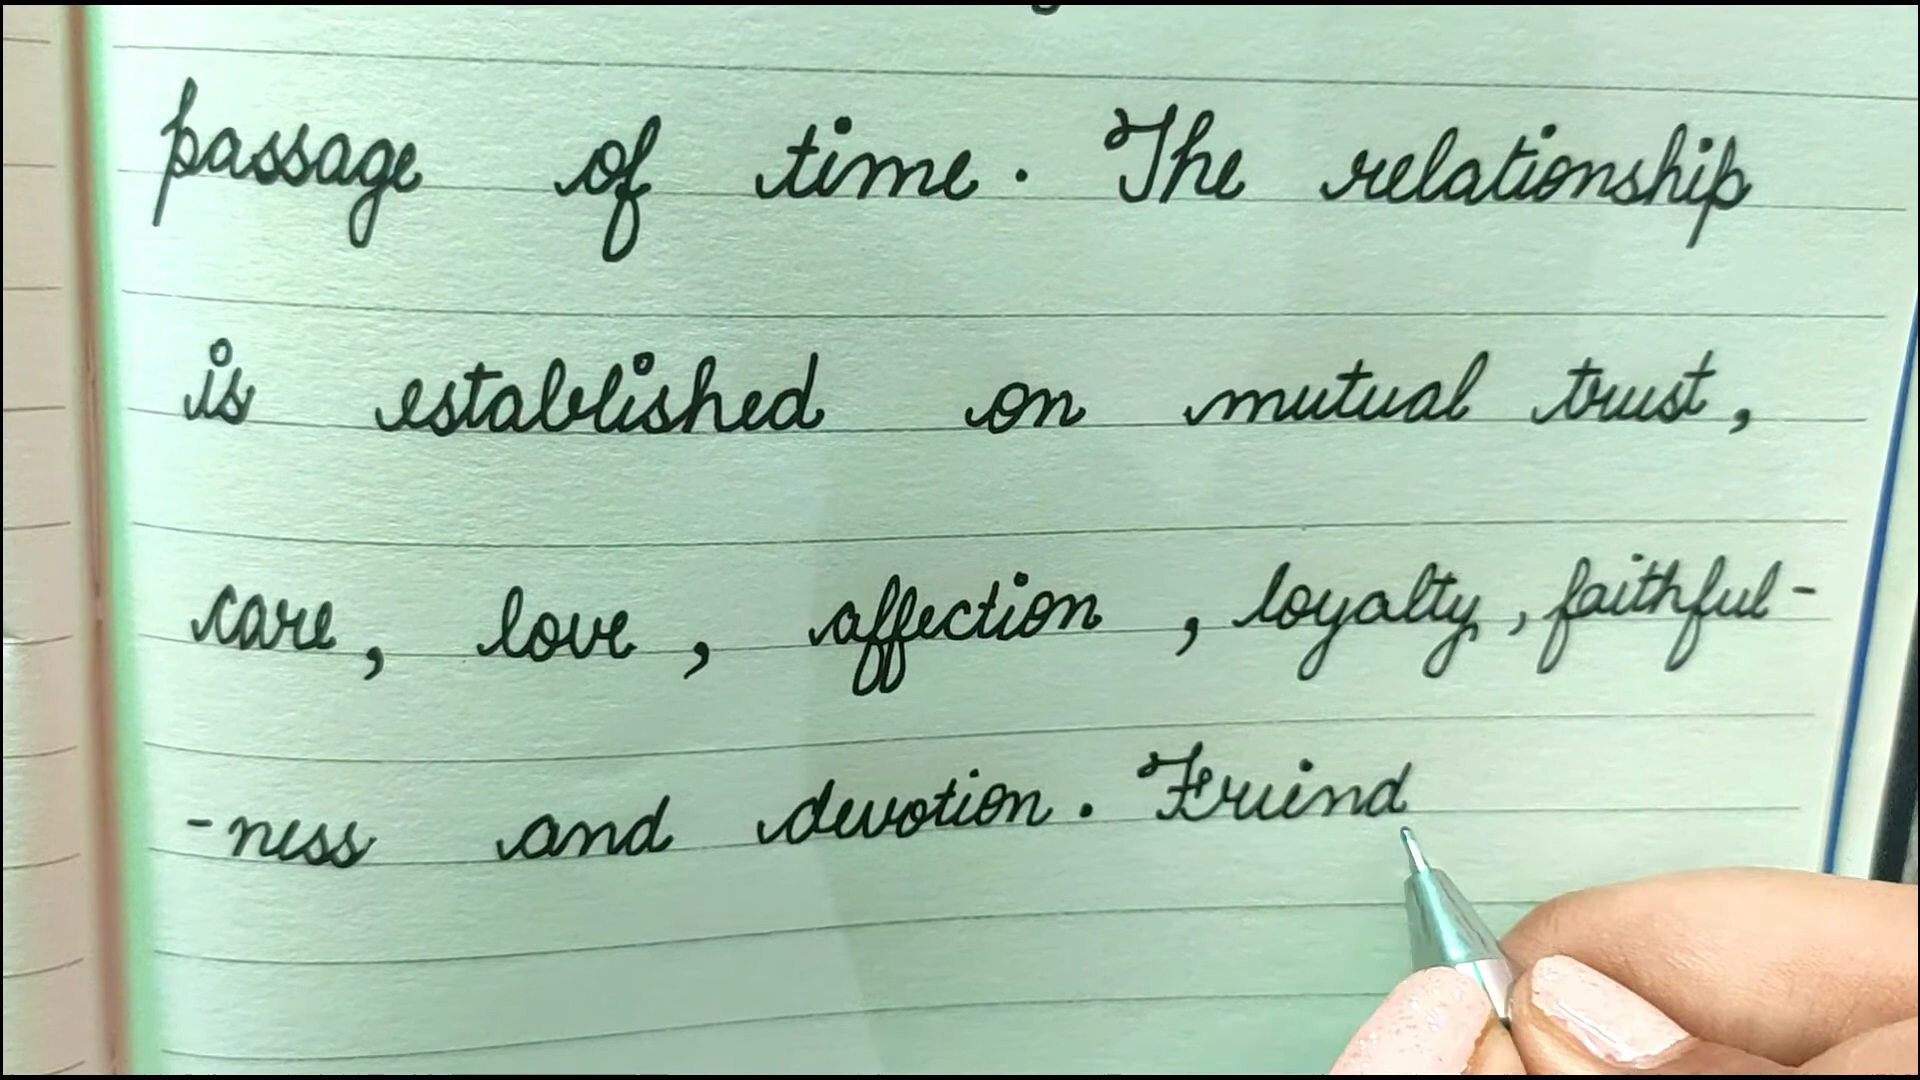 passage of time. The relationship
is established on mutual trust,
care, love, affection, loyalty, faithful-
-ness and devotion. Friend